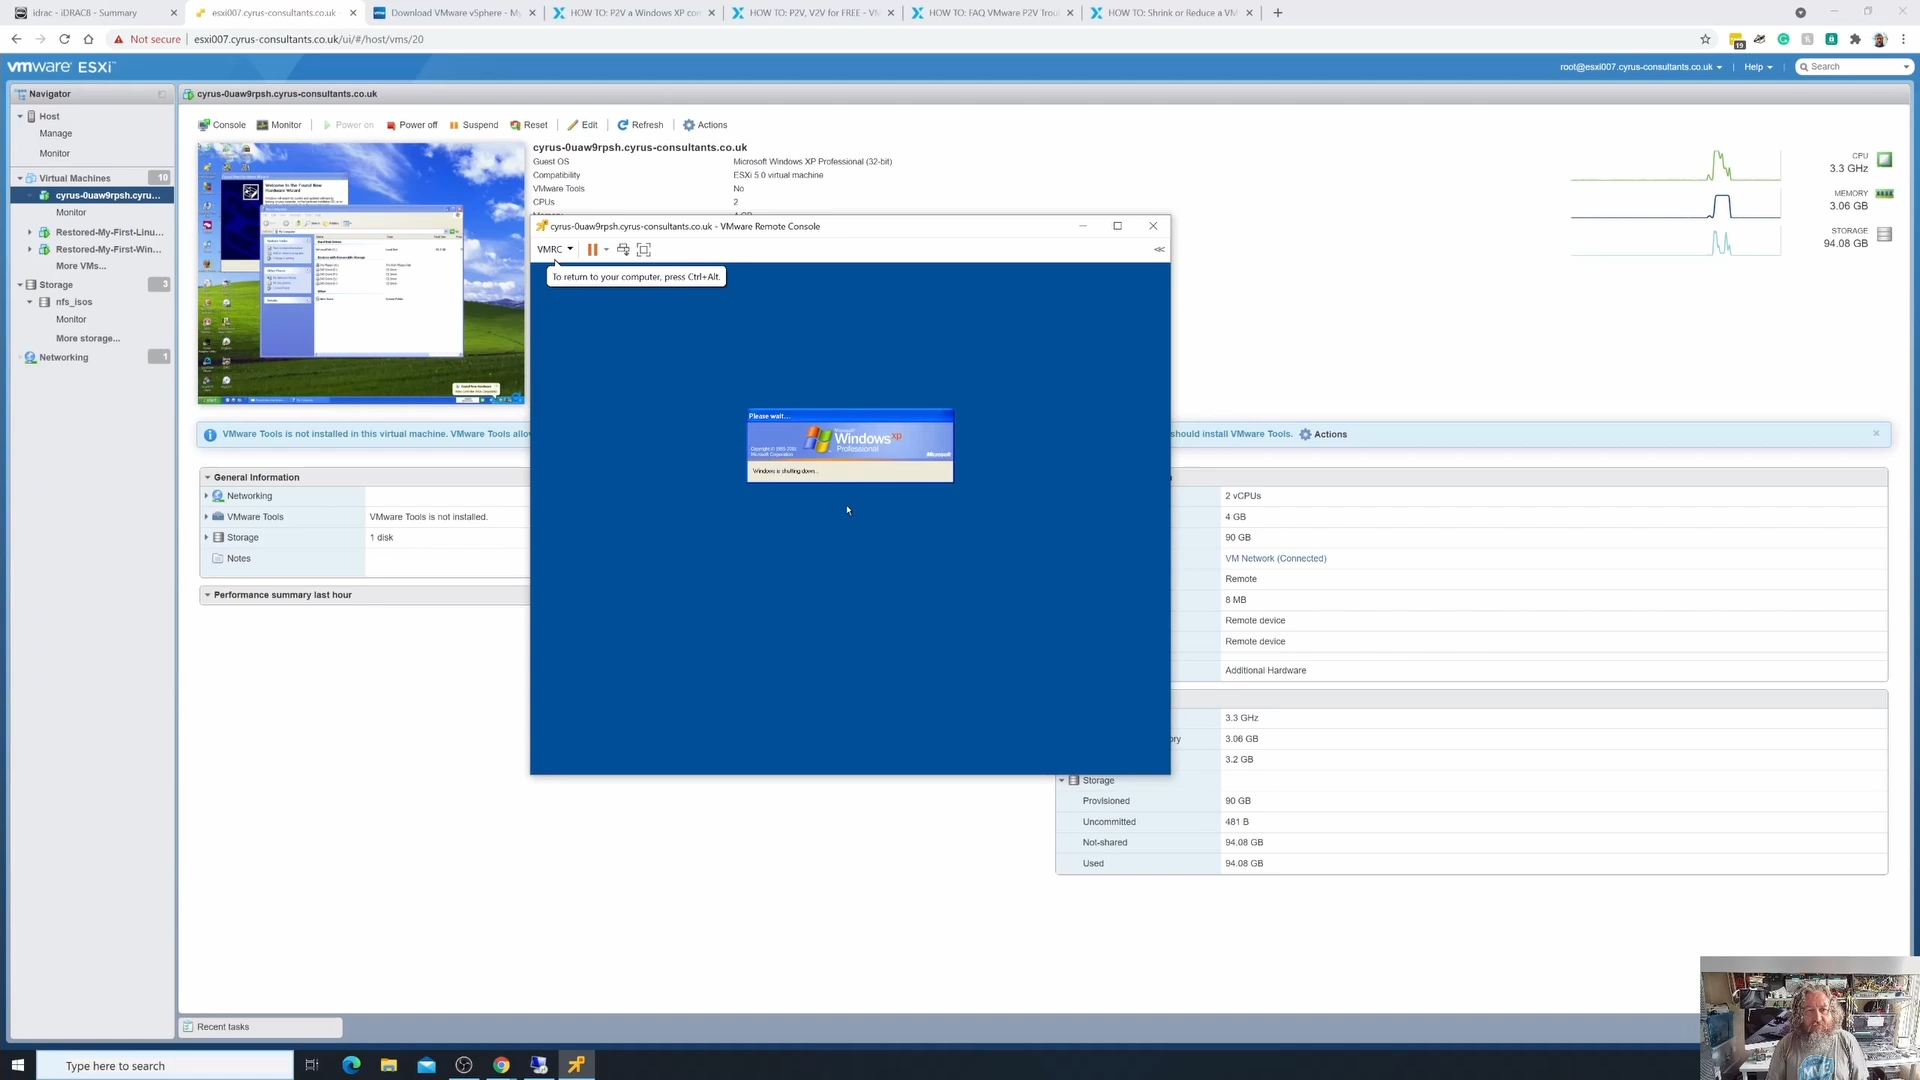 idrac - iDRAC8 - Summary
esxi007.cyrus-consultants.co.uk
Download VMware vSphere - My
HOW TO: P2V a Windows XP con
HOW TO: P2V, V2V for FREE - VM
HOW TO: FAQ VMware P2V Trou
HOW TO: Shrink or Reduce a VM
Not secure
esxi007.cyrus-consultants.co.uk/ui/#/host/vms/20
19
vmware ESXi
root@esxi007.cyrus-consultants.co.uk
Help
Search
Navigator
cyrus-0uaw9rpsh.cyrus-consultants.co.uk
Host
Manage
Monitor
Virtual Machines
10
cyrus-0uaw9rpsh.cyru...
Monitor
Restored-My-First-Linu...
Restored-My-First-Win...
More VMs...
Storage
3
nfs_isos
Monitor
More storage...
Networking
1
Console
Monitor
Power on
Power off
Suspend
Reset
Edit
Refresh
Actions
cyrus-0uaw9rpsh.cyrus-consultants.co.uk
Guest OS
Microsoft Windows XP Professional (32-bit)
Compatibility
ESXi 5.0 virtual machine
VMware Tools
No
CPUs
2
CPU
3.3 GHz
MEMORY
3.06 GB
STORAGE
94.08 GB
cyrus-0uaw9rpsh.cyrus-consultants.co.uk - VMware Remote Console
VMRC
To return to your computer, press Ctrl+Alt.
Please wait...
Microsoft
Windows xp
Professional
Copyright © 1985-2001
Microsoft Corporation
Microsoft
Windows is shutting down...
VMware Tools is not installed in this virtual machine. VMware Tools allo
should install VMware Tools.
Actions
General Information
Networking
VMware Tools
VMware Tools is not installed.
Storage
1 disk
Notes
Performance summary last hour
2 vCPUs
4 GB
90 GB
VM Network (Connected)
Remote
8 MB
Remote device
Remote device
Additional Hardware
3.3 GHz
ory
3.06 GB
3.2 GB
Storage
Provisioned
90 GB
Uncommitted
481 B
Not-shared
94.08 GB
Used
94.08 GB
Recent tasks
Type here to search